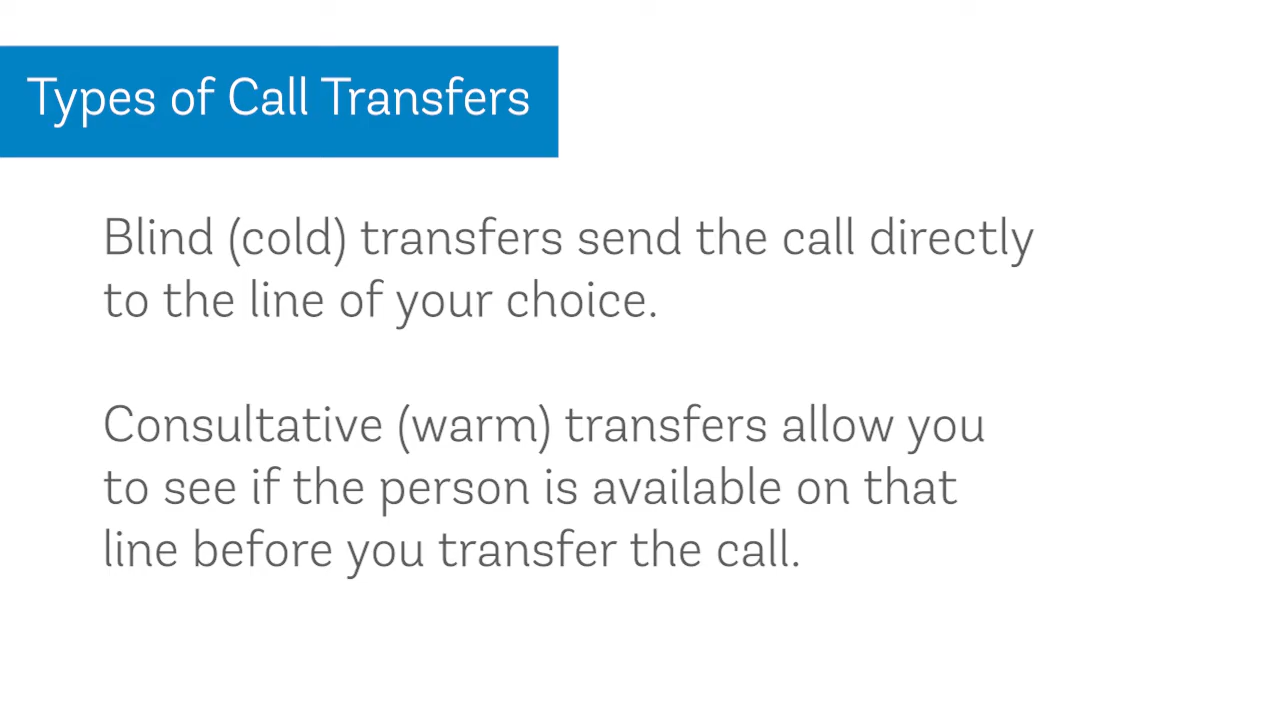 Types of Call Transfers
Blind (cold) transfers send the call directly
to the line of your choice.
Consultative (warm) transfers allow you
to see if the person is available on that
line before you transfer the call.